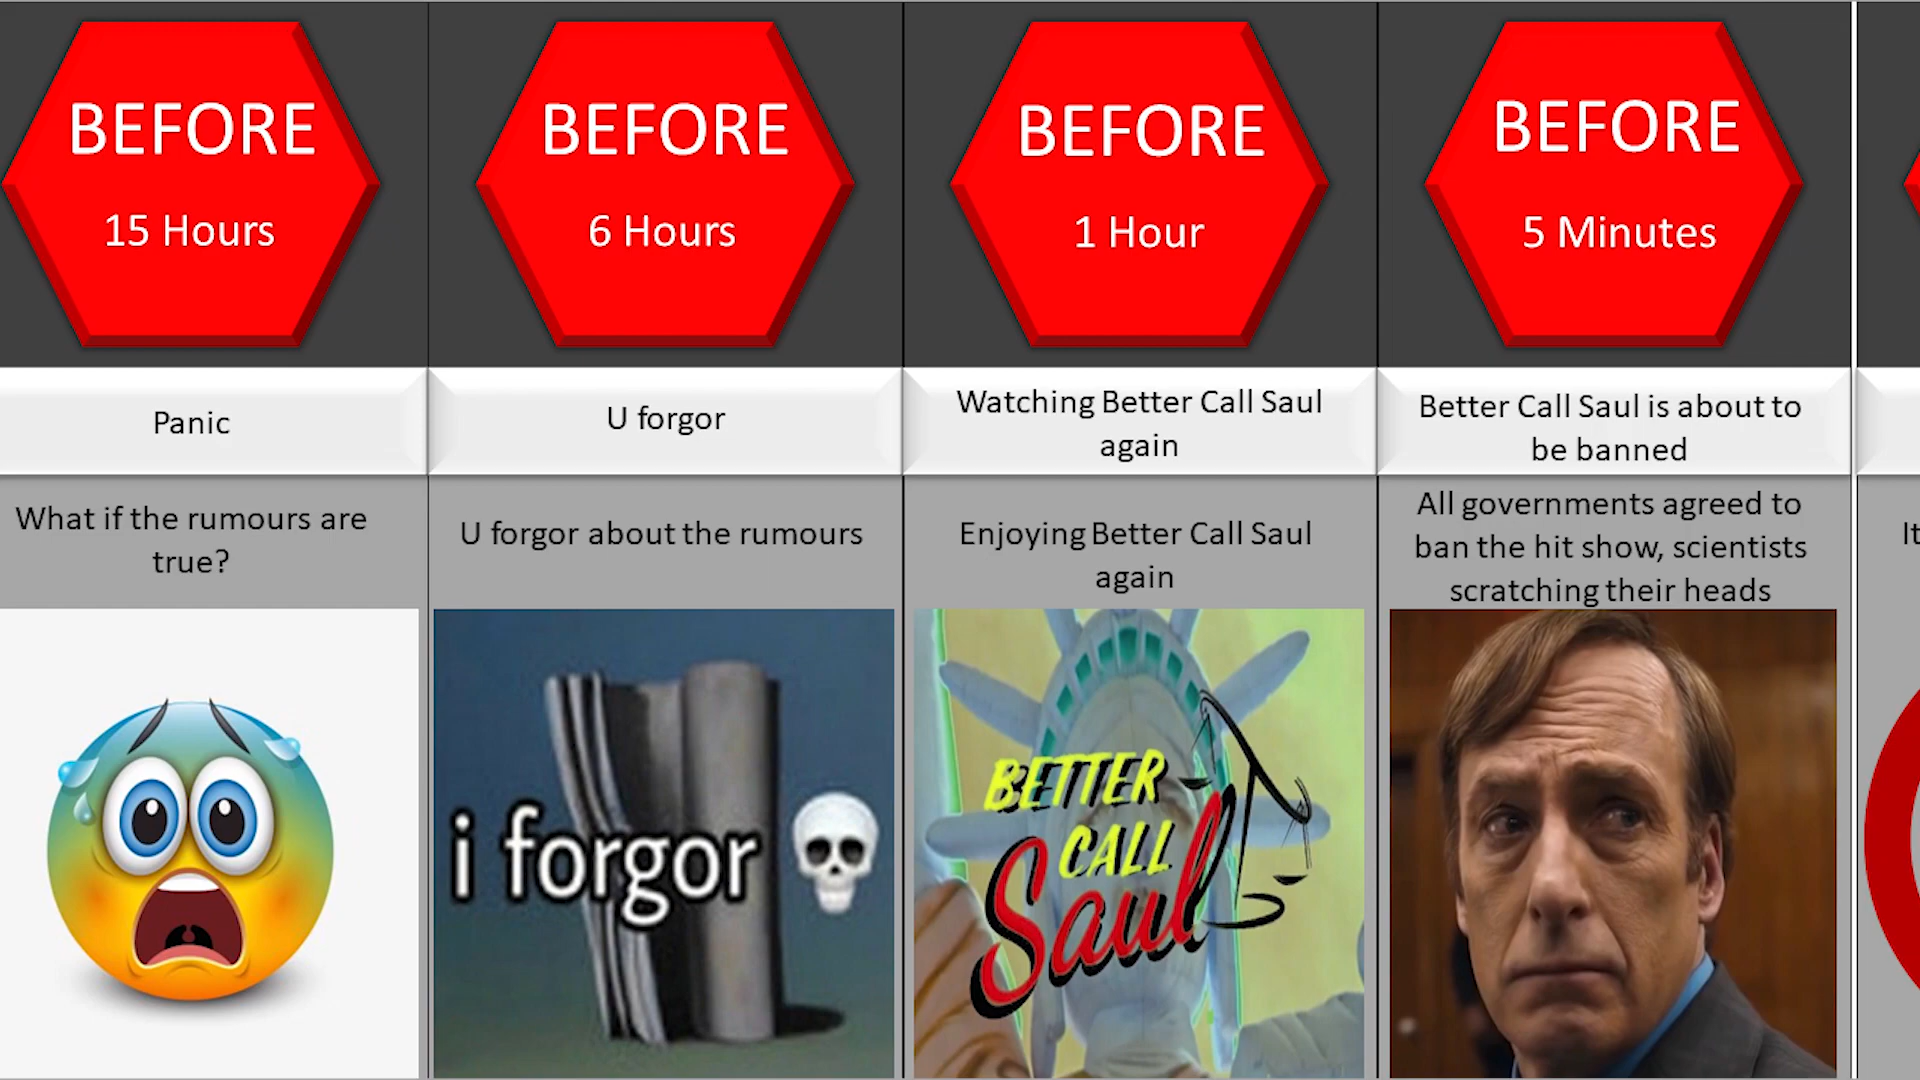 BEFORE
15 Hours
Panic
What if the rumours are
true?
BEFORE
6 Hours
U forgor
U forgor about the rumours
i forgor 💀
BEFORE
1 Hour
Watching Better Call Saul
again
Enjoying Better Call Saul
again
BETTER
CALL
Saul
BEFORE
5 Minutes
Better Call Saul is about to
be banned
All governments agreed to
ban the hit show, scientists
scratching their heads
It